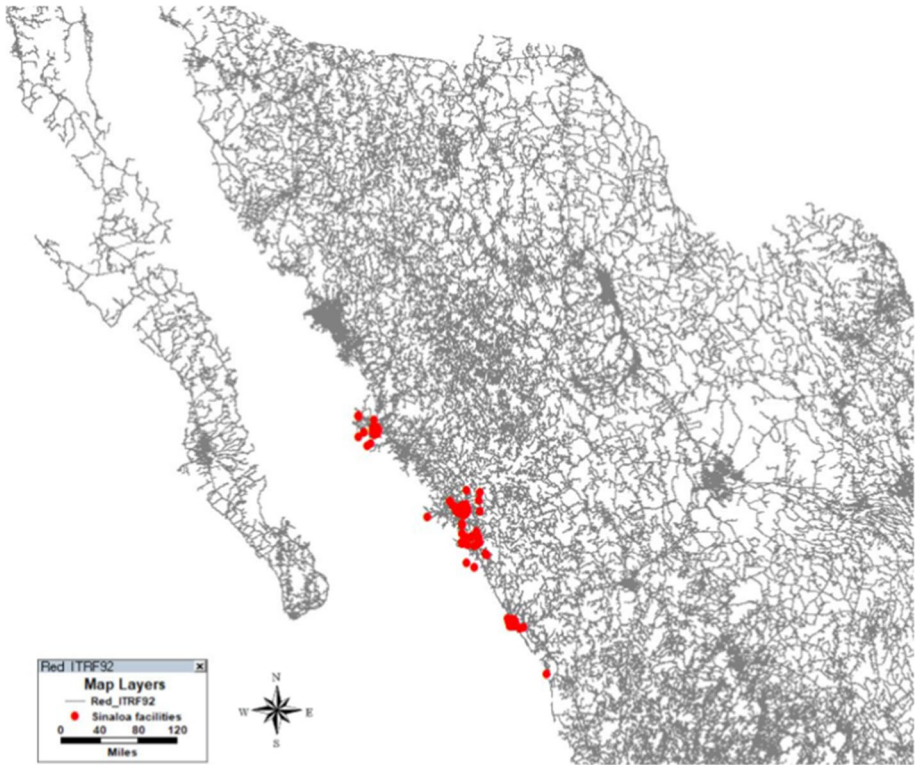 Red_ITRF92
Map Layers
Red_ITRF92
Sinaloa facilities
0 40 80 120
Miles
N
W E
S